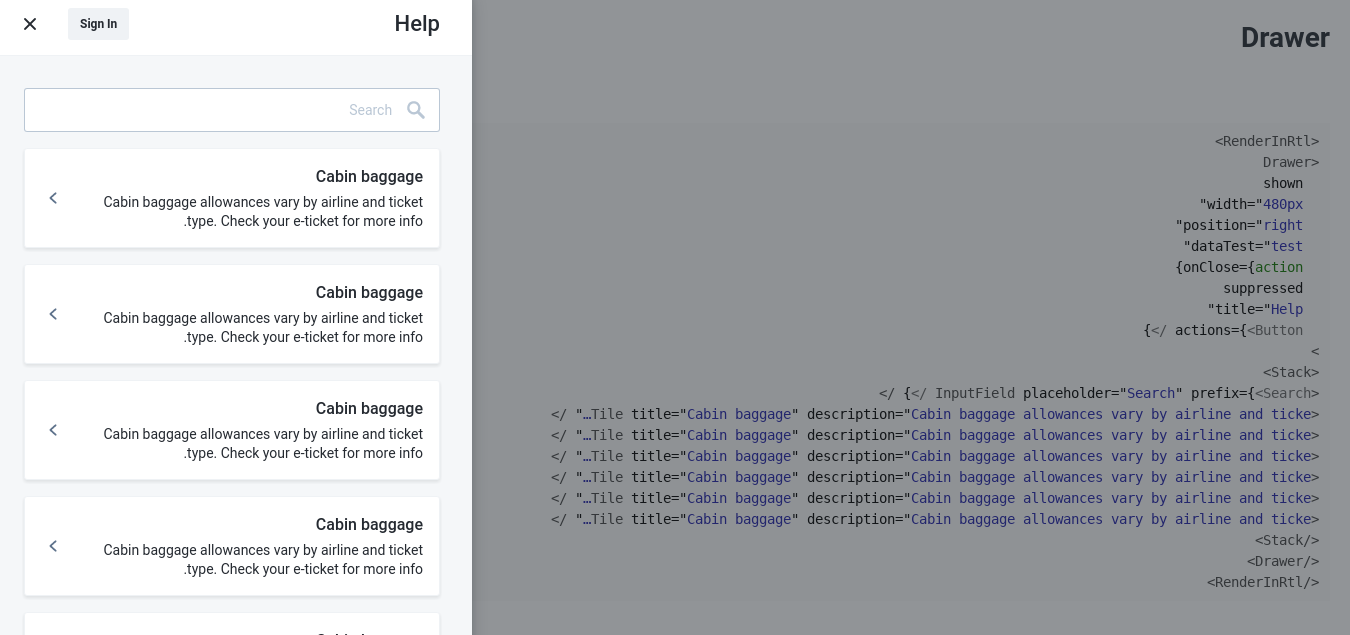 Sign In
Help
Search
Cabin baggage
Cabin baggage allowances vary by airline and ticket
.type. Check your e-ticket for more info
Cabin baggage
Cabin baggage allowances vary by airline and ticket
.type. Check your e-ticket for more info
Cabin baggage
Cabin baggage allowances vary by airline and ticket
.type. Check your e-ticket for more info
Cabin baggage
Cabin baggage allowances vary by airline and ticket
.type. Check your e-ticket for more info
Drawer
<RenderInRtl>
Drawer>
shown
"width="480px
"position="right
"dataTest="test
{onClose={action
suppressed
"title="Help
{</ actions={<Button
<
<Stack>
</ {</ InputField placeholder="Search" prefix={<Search>
</ "…Tile title="Cabin baggage" description="Cabin baggage allowances vary by airline and ticke>
</ "…Tile title="Cabin baggage" description="Cabin baggage allowances vary by airline and ticke>
</ "…Tile title="Cabin baggage" description="Cabin baggage allowances vary by airline and ticke>
</ "…Tile title="Cabin baggage" description="Cabin baggage allowances vary by airline and ticke>
</ "…Tile title="Cabin baggage" description="Cabin baggage allowances vary by airline and ticke>
</ "…Tile title="Cabin baggage" description="Cabin baggage allowances vary by airline and ticke>
<Stack/>
<Drawer/>
<RenderInRtl/>